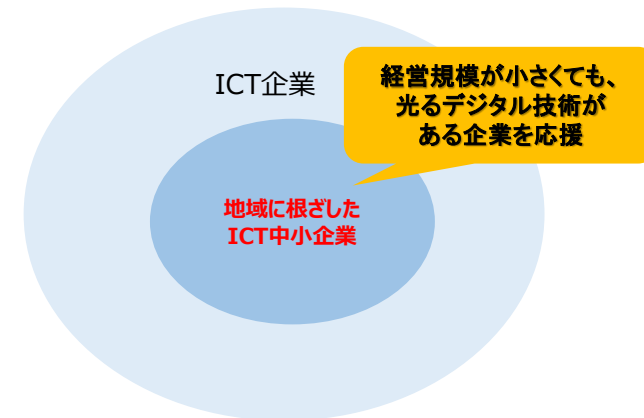 ICT企業
経営規模が小さくても、
光るデジタル技術が
ある企業を応援
地域に根ざした
ICT中小企業